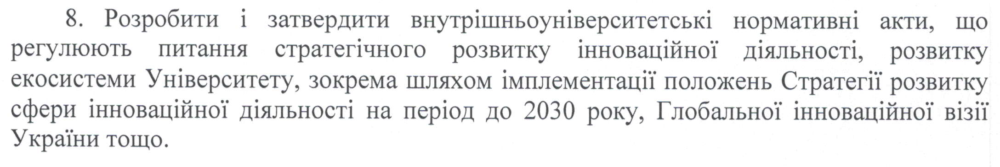 8. Розробити і затвердити внутрішньоуніверситетські нормативні акти, що
регулюють питання стратегічного розвитку інноваційної діяльності, розвитку
екосистеми Університету, зокрема шляхом імплементації положень Стратегії розвитку
сфери інноваційної діяльності на період до 2030 року, Глобальної інноваційної візії
України тощо.